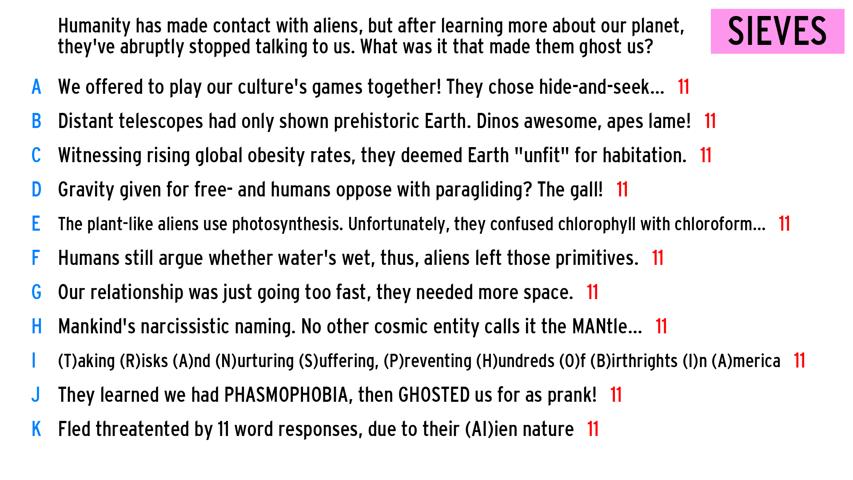 Humanity has made contact with aliens, but after learning more about our planet,
they've abruptly stopped talking to us. What was it that made them ghost us?
SIEVES
A We offered to play our culture's games together! They chose hide-and-seek... 11
B Distant telescopes had only shown prehistoric Earth. Dinos awesome, apes lame! 11
C Witnessing rising global obesity rates, they deemed Earth "unfit" for habitation. 11
D Gravity given for free- and humans oppose with paragliding? The gall! 11
E The plant-like aliens use photosynthesis. Unfortunately, they confused chlorophyll with chloroform... 11
F Humans still argue whether water's wet, thus, aliens left those primitives. 11
G Our relationship was just going too fast, they needed more space. 11
H Mankind's narcissistic naming. No other cosmic entity calls it the MANtle... 11
I (T)aking (R)isks (A)nd (N)urturing (S)uffering, (P)reventing (H)undreds (O)f (B)irthrights (I)n (A)merica 11
J They learned we had PHASMOPHOBIA, then GHOSTED us for as prank! 11
K Fled threatented by 11 word responses, due to their (AI)ien nature 11